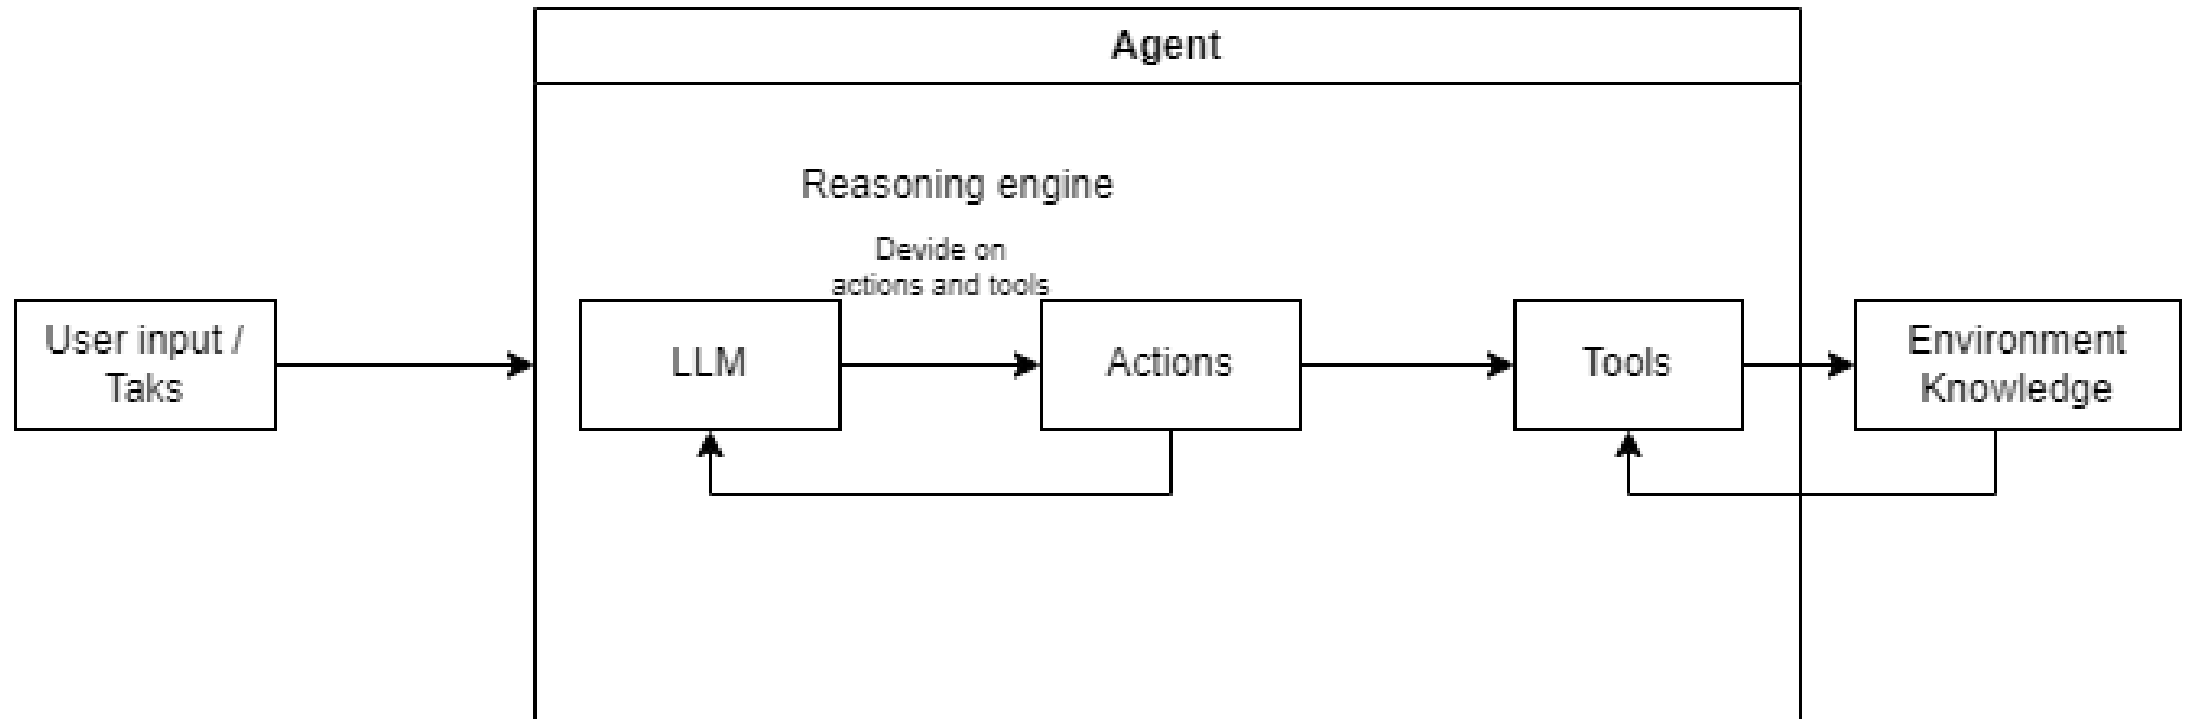 Agent
Reasoning engine
Devide on
actions and tools
User input /
Taks
LLM
Actions
Tools
Environment
Knowledge